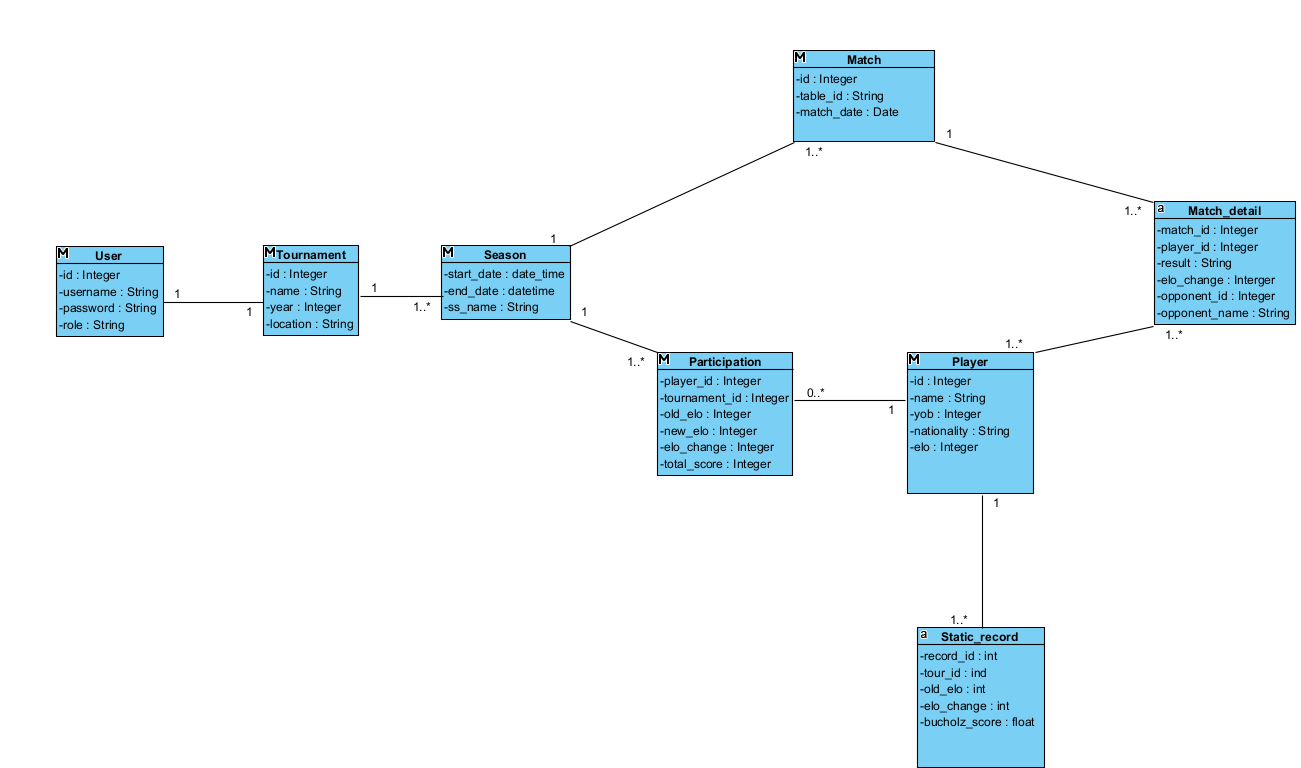 M
Match
-id : Integer
-table_id : String
-match_date : Date
1..*
1
1
1..*
a
Match_detail
-match_id : Integer
-player_id : Integer
-result : String
-elo_change : Interger
-opponent_id : Integer
-opponent_name : String
1..*
M
User
-id : Integer
-username : String
-password : String
-role : String
1
1
M
Tournament
-id : Integer
-name : String
-year : Integer
-location : String
1
1..*
M
Season
-start_date : date_time
-end_date : datetime
-ss_name : String
1
1..*
M
Participation
-player_id : Integer
-tournament_id : Integer
-old_elo : Integer
-new_elo : Integer
-elo_change : Integer
-total_score : Integer
0..*
1
1..*
M
Player
-id : Integer
-name : String
-yob : Integer
-nationality : String
-elo : Integer
1
1..*
a
Static_record
-record_id : int
-tour_id : ind
-old_elo : int
-elo_change : int
-bucholz_score : float